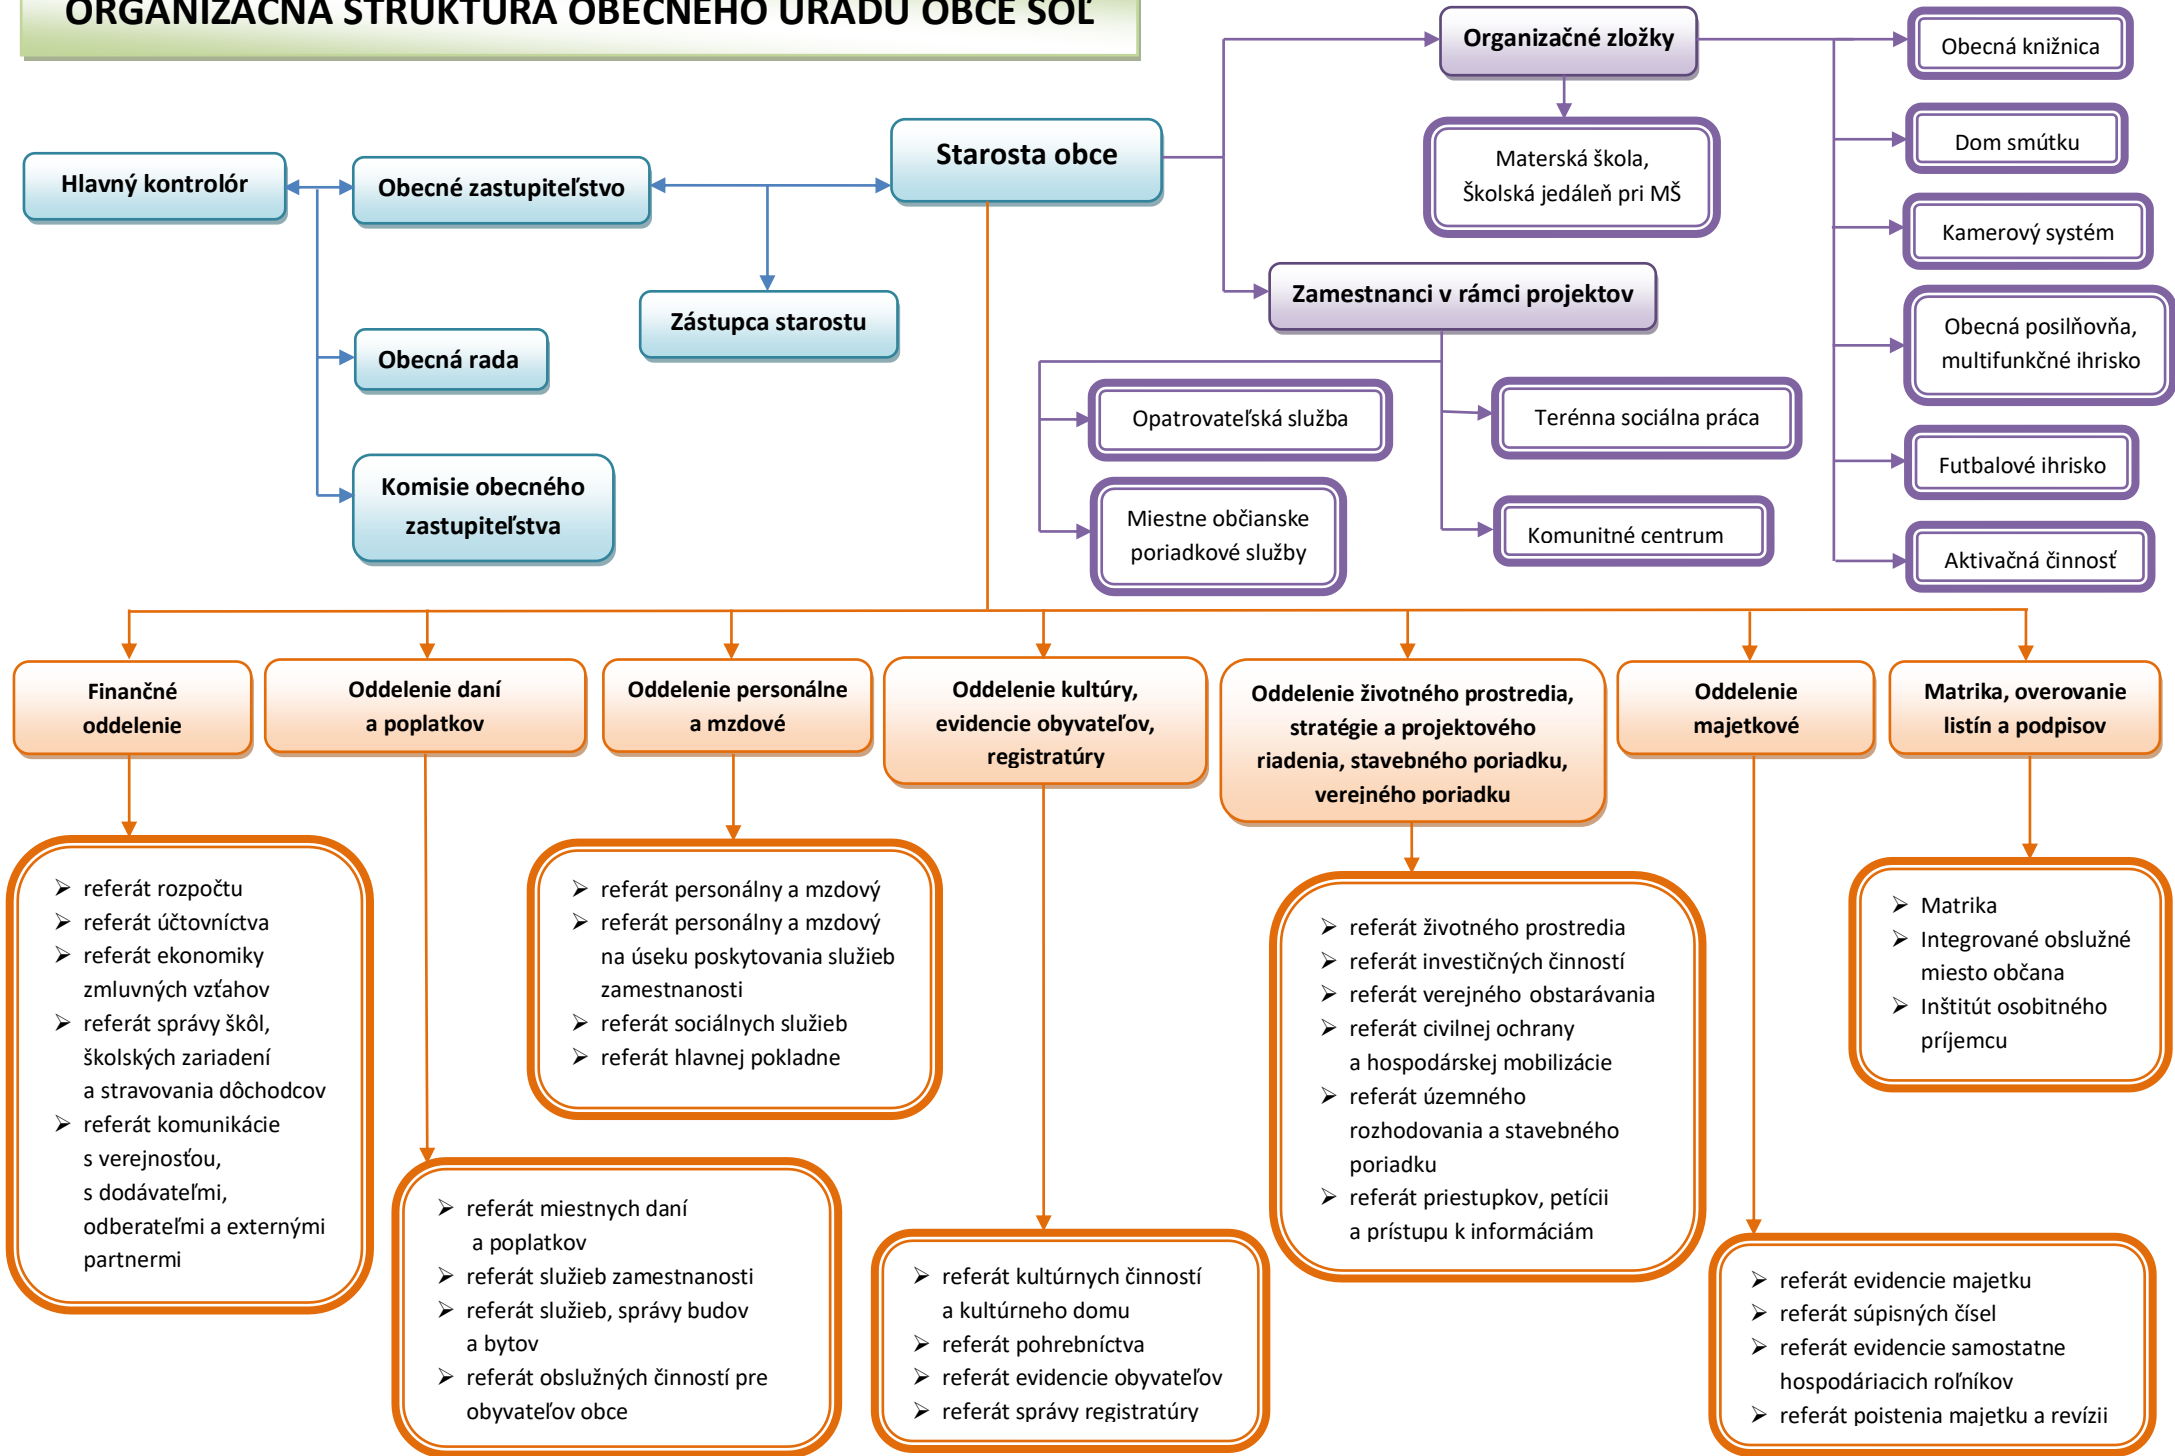 ORGANIZAČNÁ ŠTRUKTÚRA OBECNÉHO ÚRADU OBCE SOĽ
Organizačné zložky
Obecná knižnica
Starosta obce
Materská škola,
Školská jedáleň pri MŠ
Dom smútku
Hlavný kontrolór
Obecné zastupiteľstvo
Kamerový systém
Zástupca starostu
Zamestnanci v rámci projektov
Obecná posilňovňa,
multifunkčné ihrisko
Obecná rada
Opatrovateľská služba
Terénna sociálna práca
Futbalové ihrisko
Komisie obecného
zastupiteľstva
Miestne občianske
poriadkové služby
Komunitné centrum
Aktivačná činnosť
Finančné
oddelenie
Oddelenie daní
a poplatkov
Oddelenie personálne
a mzdové
Oddelenie kultúry,
evidencie obyvateľov,
registratúry
Oddelenie životného prostredia,
stratégie a projektového
riadenia, stavebného poriadku,
verejného poriadku
Oddelenie
majetkové
Matrika, overovanie
listín a podpisov
➢ referát rozpočtu
➢ referát účtovníctva
➢ referát ekonomiky
zmluvných vzťahov
➢ referát správy škôl,
školských zariadení
a stravovania dôchodcov
➢ referát komunikácie
s verejnosťou,
s dodávateľmi,
odberateľmi a externými
partnermi
➢ referát miestnych daní
a poplatkov
➢ referát služieb zamestnanosti
➢ referát služieb, správy budov
a bytov
➢ referát obslužných činností pre
obyvateľov obce
➢ referát personálny a mzdový
➢ referát personálny a mzdový
na úseku poskytovania služieb
zamestnanosti
➢ referát sociálnych služieb
➢ referát hlavnej pokladne
➢ referát kultúrnych činností
a kultúrneho domu
➢ referát pohrebníctva
➢ referát evidencie obyvateľov
➢ referát správy registratúry
➢ referát životného prostredia
➢ referát investičných činností
➢ referát verejného obstarávania
➢ referát civilnej ochrany
a hospodárskej mobilizácie
➢ referát územného
rozhodovania a stavebného
poriadku
➢ referát priestupkov, petícii
a prístupu k informáciám
➢ referát evidencie majetku
➢ referát súpisných čísel
➢ referát evidencie samostatne
hospodáriacich roľníkov
➢ referát poistenia majetku a revízii
➢ Matrika
➢ Integrované obslužné
miesto občana
➢ Inštitút osobitného
príjemcu